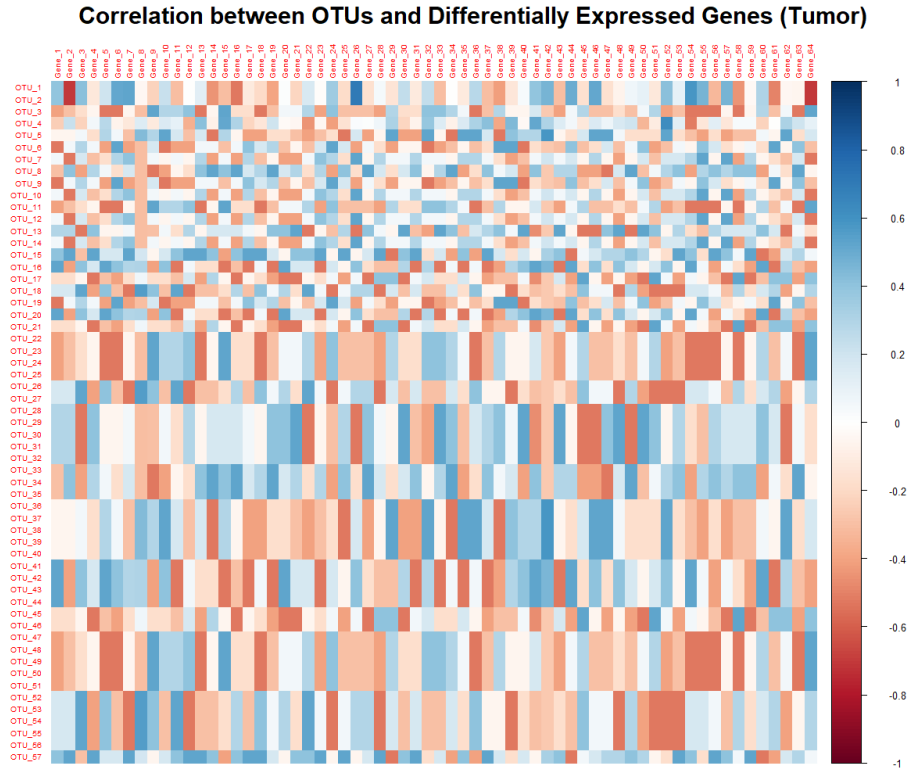 Correlation between OTUs and Differentially Expressed Genes (Tumor)
Gene_1
Gene_2
Gene_3
Gene_4
Gene_5
Gene_6
Gene_7
Gene_8
Gene_9
Gene_10
Gene_11
Gene_12
Gene_13
Gene_14
Gene_15
Gene_16
Gene_17
Gene_18
Gene_19
Gene_20
Gene_21
Gene_22
Gene_23
Gene_24
Gene_25
Gene_26
Gene_27
Gene_28
Gene_29
Gene_30
Gene_31
Gene_32
Gene_33
Gene_34
Gene_35
Gene_36
Gene_37
Gene_38
Gene_39
Gene_40
Gene_41
Gene_42
Gene_43
Gene_44
Gene_45
Gene_46
Gene_47
Gene_48
Gene_49
Gene_50
Gene_51
Gene_52
Gene_53
Gene_54
Gene_55
Gene_56
Gene_57
Gene_58
Gene_59
Gene_60
Gene_61
Gene_62
Gene_63
Gene_64
OTU_1
OTU_2
OTU_3
OTU_4
OTU_5
OTU_6
OTU_7
OTU_8
OTU_9
OTU_10
OTU_11
OTU_12
OTU_13
OTU_14
OTU_15
OTU_16
OTU_17
OTU_18
OTU_19
OTU_20
OTU_21
OTU_22
OTU_23
OTU_24
OTU_25
OTU_26
OTU_27
OTU_28
OTU_29
OTU_30
OTU_31
OTU_32
OTU_33
OTU_34
OTU_35
OTU_36
OTU_37
OTU_38
OTU_39
OTU_40
OTU_41
OTU_42
OTU_43
OTU_44
OTU_45
OTU_46
OTU_47
OTU_48
OTU_49
OTU_50
OTU_51
OTU_52
OTU_53
OTU_54
OTU_55
OTU_56
OTU_57
1
0.8
0.6
0.4
0.2
0
-0.2
-0.4
-0.6
-0.8
-1